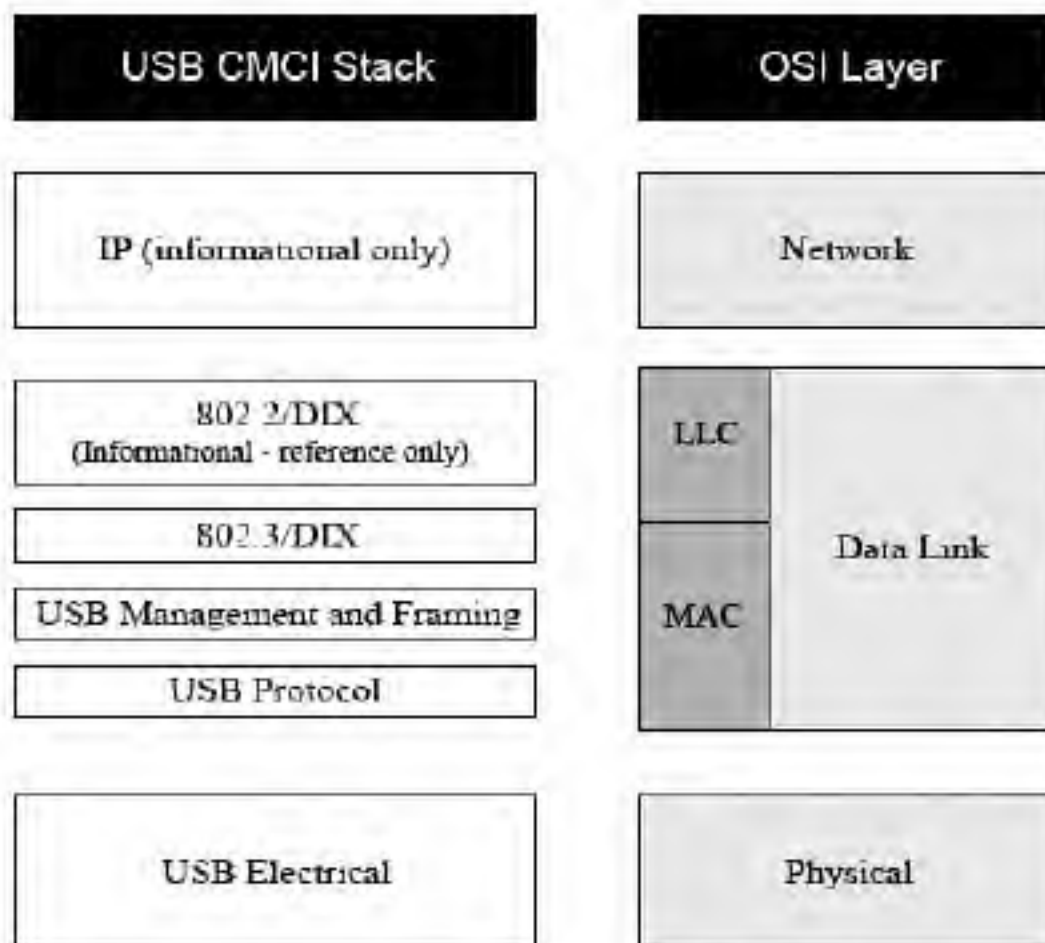 USB CMCI Stack
OSI Layer
IP (informational only)
Network
802.2/DIX
(Informational - reference only)
LLC
802.3/DIX
Data Link
USB Management and Framing
MAC
USB Protocol
USB Electrical
Physical